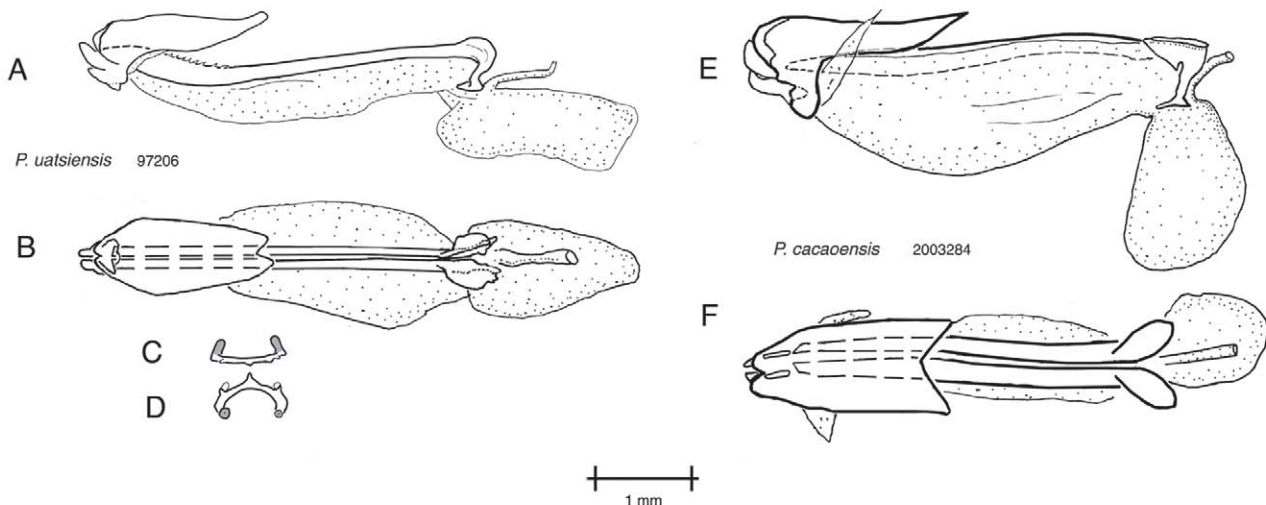 A
P. uatsiensis 97206
B
C
D
E
P. cacaoensis 2003284
F
1 mm